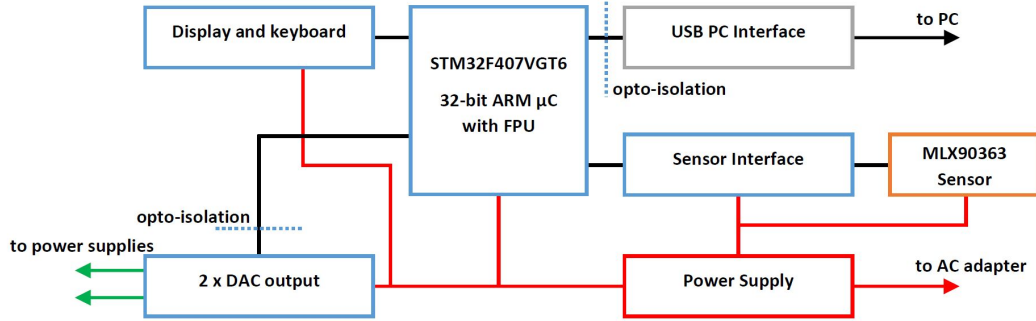 Display and keyboard
STM32F407VGT6
32-bit ARM µC
with FPU
USB PC Interface
to PC
opto-isolation
Sensor Interface
MLX90363
Sensor
opto-isolation
to power supplies
2 x DAC output
Power Supply
to AC adapter